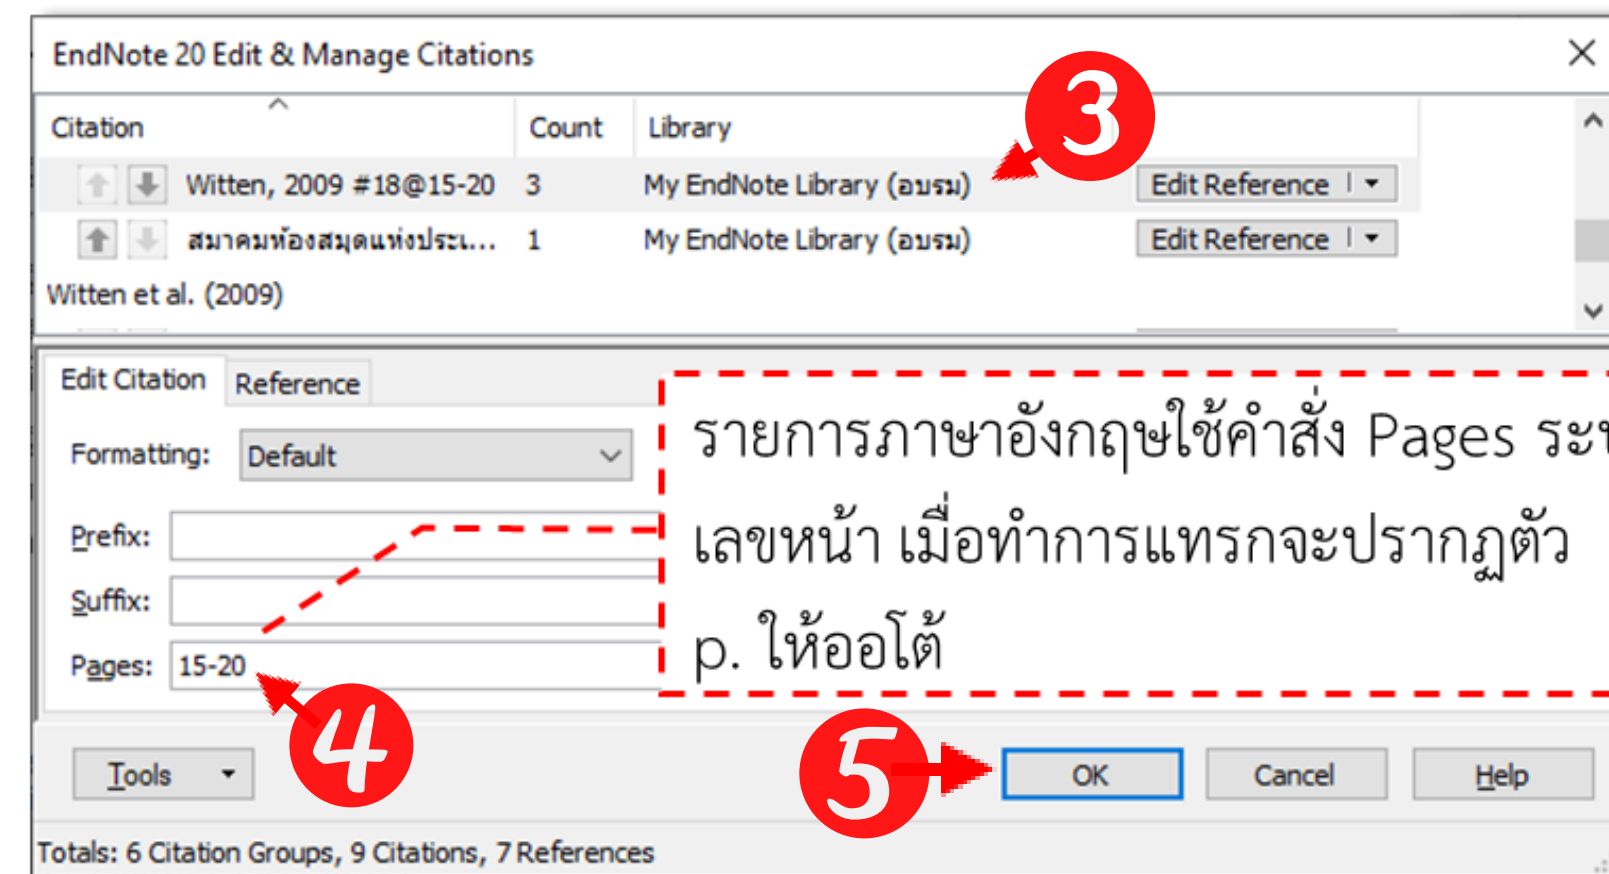 EndNote 20 Edit & Manage Citations
3
Citation Count Library
Witten, 2009 #18@15-20 3 My EndNote Library (อบรม) Edit Reference
สมาคมห้องสมุดแห่งประเ... 1 My EndNote Library (อบรม) Edit Reference
Witten et al. (2009)
Edit Citation Reference
Formatting: Default
Prefix:
Suffix:
Pages: 15-20
รายการภาษาอังกฤษใช้คำสั่ง Pages
เลขหน้า เมื่อทำการแทรกจะปรากฏตัว
p. ให้ออโต้
4
5
Tools OK Cancel Help
Totals: 6 Citation Groups, 9 Citations, 7 References